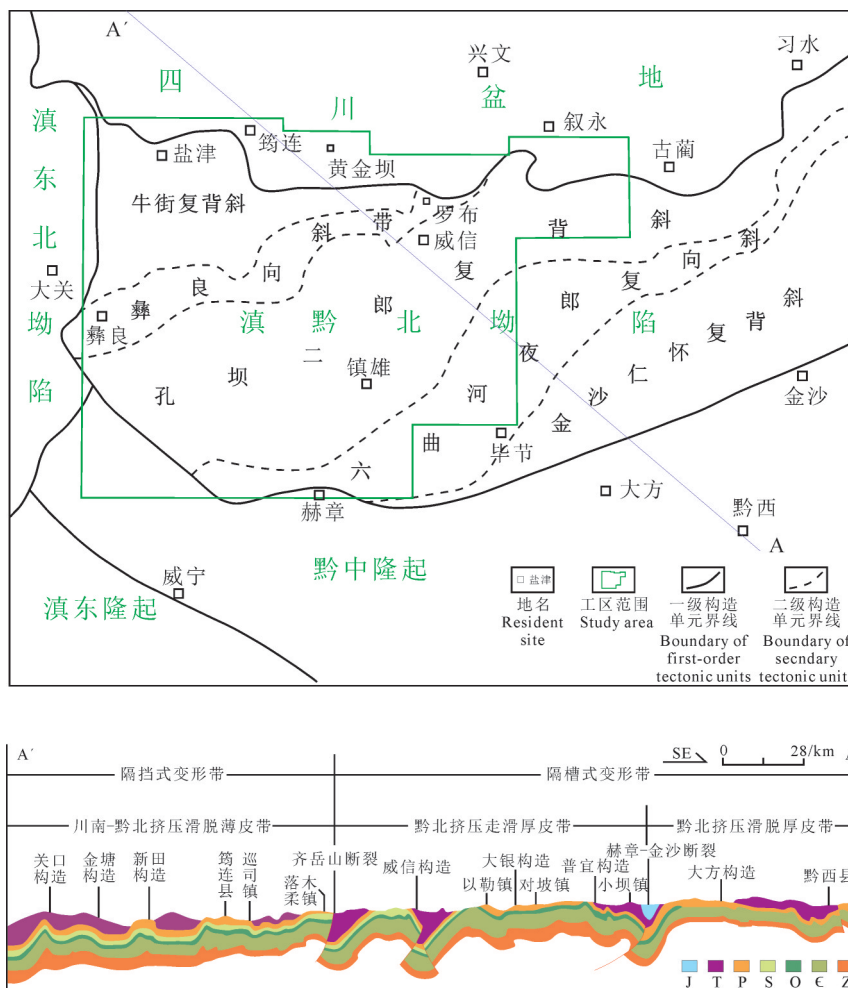 A′
兴文
习水
四川盆地
滇东北坳陷
叙永
筠连
盐津
黄金坝
古蔺
牛街复背斜
罗布
威信
彝良向斜带
大关
彝良
滇黔北坳陷
孔坝二郎复背斜
镇雄
六曲河夜郎复向斜
金沙仁怀复背斜
金沙
毕节
赫章
大方
黔西
A
黔中隆起
威宁
滇东隆起
盐津
地名
Resident
site
工区范围
Study area
一级构造
单元界线
Boundary of
first-order
tectonic units
二级构造
单元界线
Boundary of
secndary
tectonic unit
A′
SE
0 28/km
隔挡式变形带
隔槽式变形带
川南-黔北挤压滑脱薄皮带
黔北挤压走滑厚皮带
黔北挤压滑脱厚皮带
关口
构造
金塘
构造
新田
构造
筠连县
巡司镇
齐岳山断裂
落木柔镇
威信构造
大银构造
以勒镇
对坡镇
普宜构造
小坝镇
赫章-金沙断裂
大方构造
黔西县
J T P S O Є Z